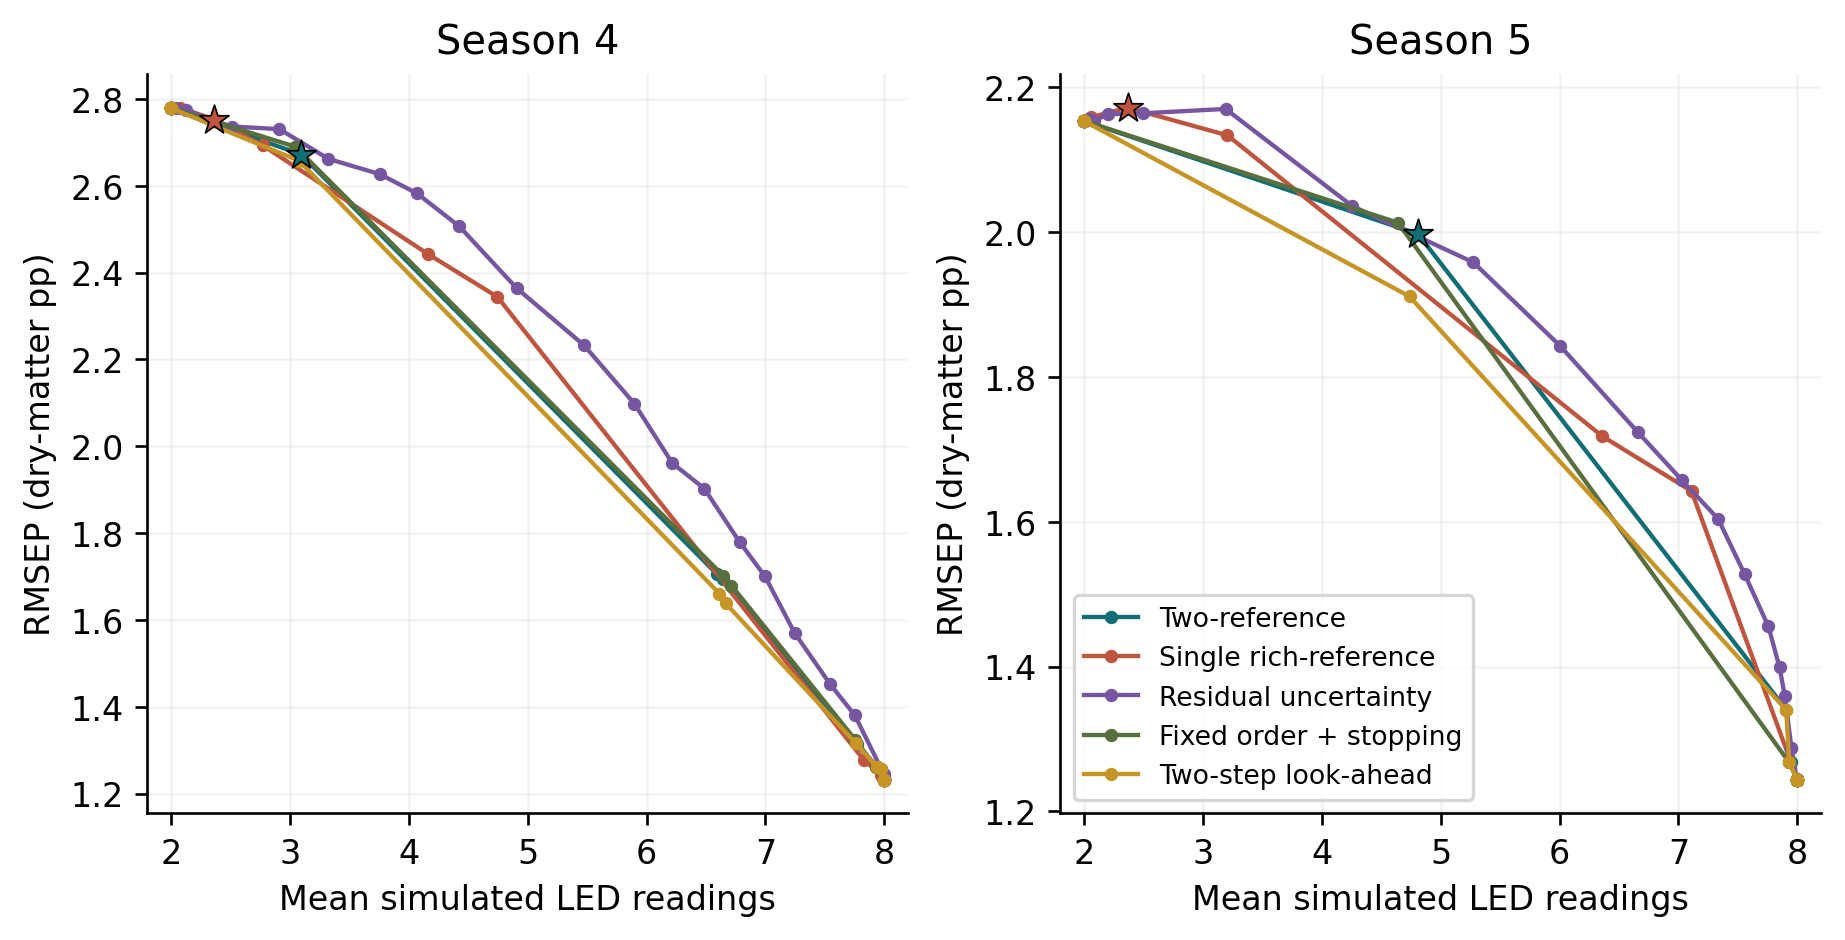 Season 4
RMSEP (dry-matter pp)
2.8
2.6
2.4
2.2
2.0
1.8
1.6
1.4
1.2
2 3 4 5 6 7 8
Mean simulated LED readings
Season 5
RMSEP (dry-matter pp)
2.2
2.0
1.8
1.6
1.4
1.2
Two-reference
Single rich-reference
Residual uncertainty
Fixed order + stopping
Two-step look-ahead
2 3 4 5 6 7 8
Mean simulated LED readings